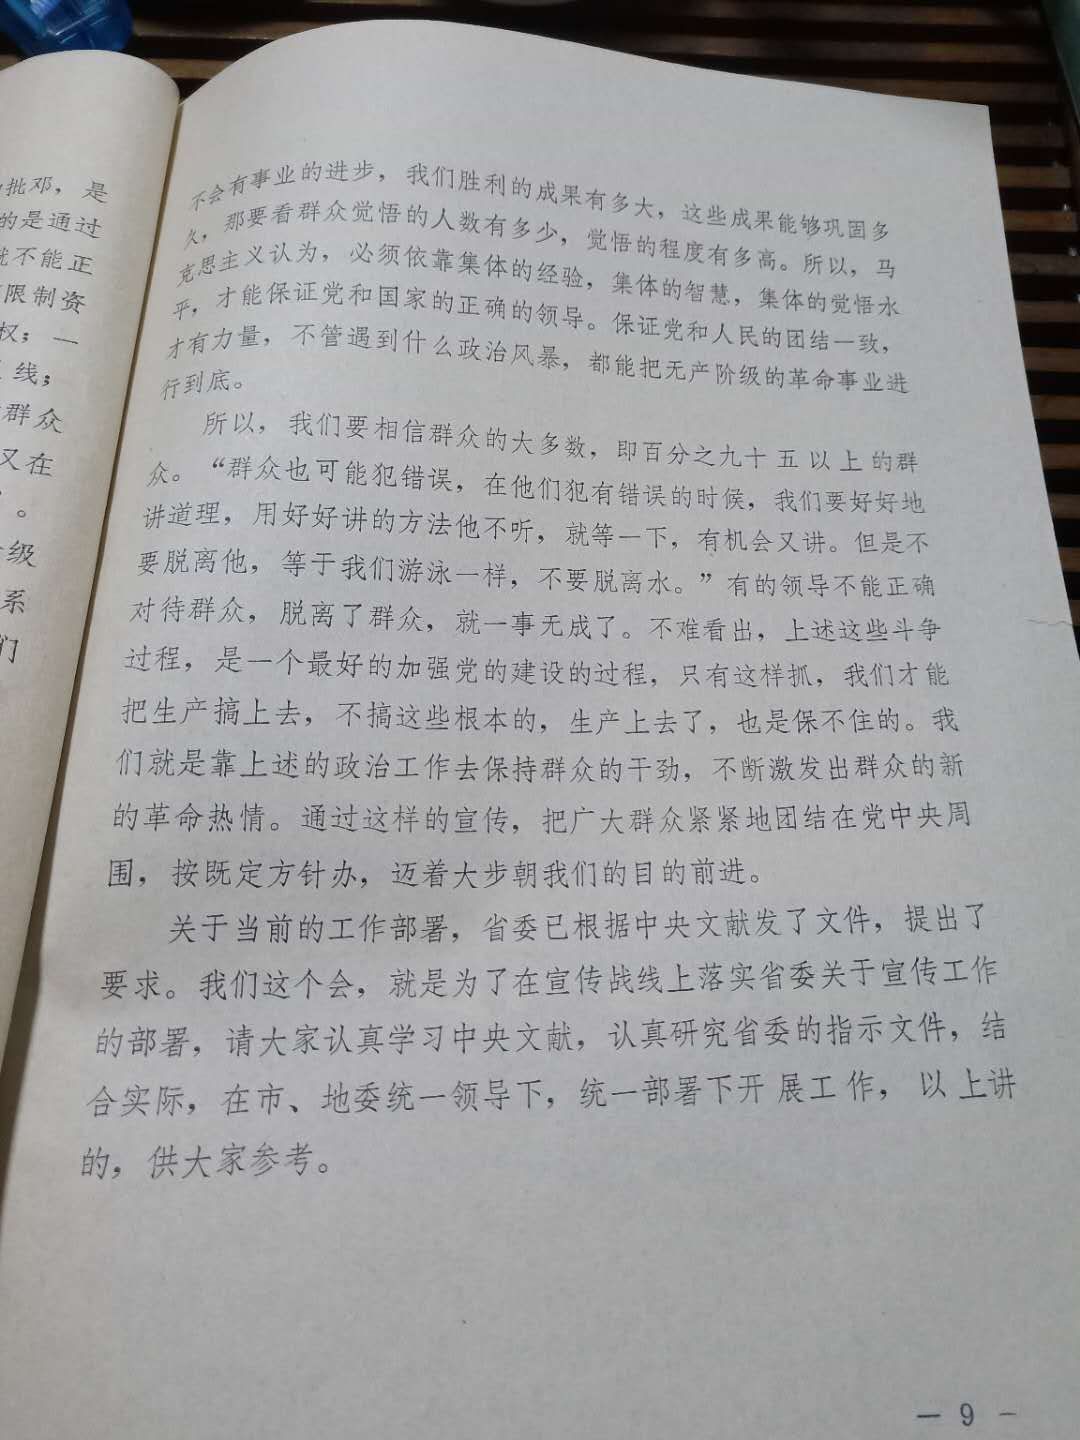 批邓，是
的是通过
就不能正
限制资
权；一
线；
群众
又在
。
级
系
们
不会有事业的进步，我们胜利的成果有多大，这些成果能够巩固多
久，那要看群众觉悟的人数有多少，觉悟的程度有多高。所以，马
克思主义认为，必须依靠集体的经验，集体的智慧，集体的觉悟水
平，才能保证党和国家的正确的领导。保证党和人民的团结一致，
才有力量，不管遇到什么政治风暴，都能把无产阶级的革命事业进
行到底。
所以，我们要相信群众的大多数，即百分之九十五以上的群
众。“群众也可能犯错误，在他们犯有错误的时候，我们要好好地
讲道理，用好好讲的方法他不听，就等一下，有机会又讲。但是不
要脱离他，等于我们游泳一样，不要脱离水。”有的领导不能正确
对待群众，脱离了群众，就一事无成了。不难看出，上述这些斗争
过程，是一个最好的加强党的建设的过程，只有这样抓，我们才能
把生产搞上去，不搞这些根本的，生产上去了，也是保不住的。我
们就是靠上述的政治工作去保持群众的干劲，不断激发出群众的新
的革命热情。通过这样的宣传，把广大群众紧紧地团结在党中央周
围，按既定方针办，迈着大步朝我们的目的前进。
关于当前的工作部署，省委已根据中央文献发了文件，提出了
要求。我们这个会，就是为了在宣传战线上落实省委关于宣传工作
的部署，请大家认真学习中央文献，认真研究省委的指示文件，结
合实际，在市、地委统一领导下，统一部署下开展工作，以上讲
的，供大家参考。
— 9 —